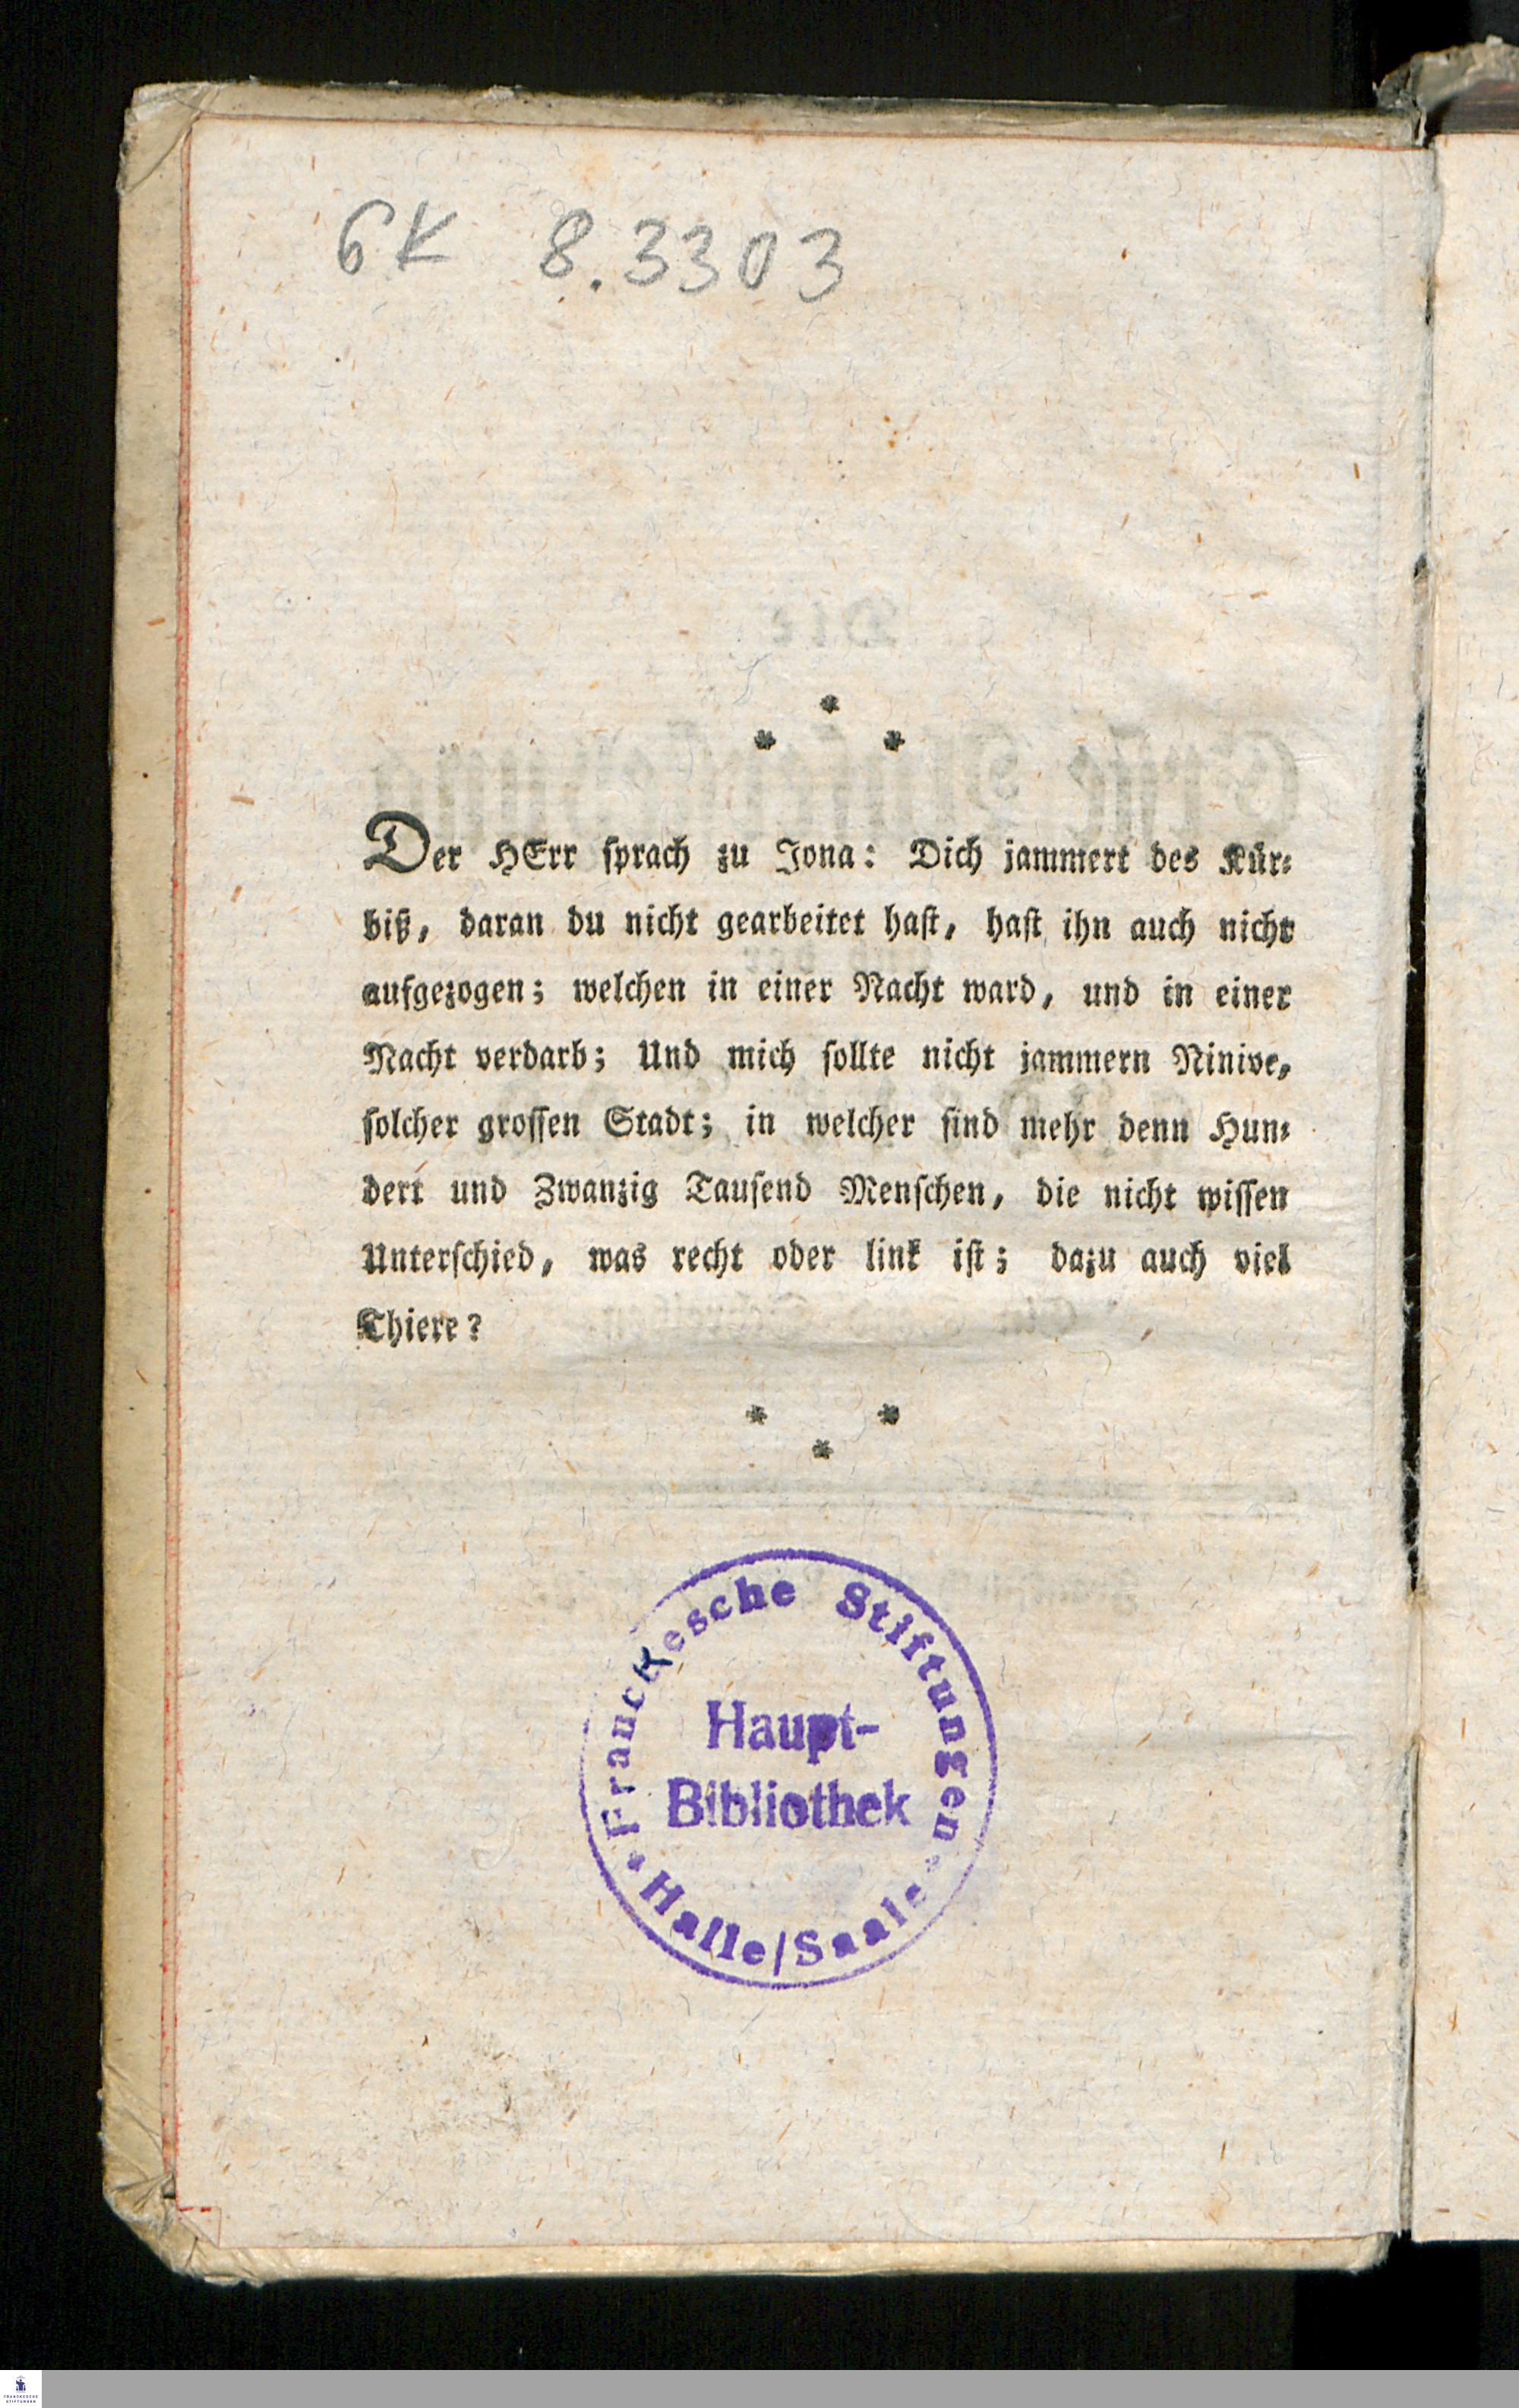 6K 8.3303
*
* *
Der HErr sprach zu Jona: Dich jammert des Kür-
biß, daran du nicht gearbeitet hast, hast ihn auch nicht
aufgezogen; welchen in einer Nacht ward, und in einer
Nacht verdarb; Und mich sollte nicht jammern Ninive,
solcher grossen Stadt; in welcher sind mehr denn Hun-
dert und Zwanzig Tausend Menschen, die nicht wissen
Unterschied, was recht oder link ist; dazu auch viel
Thiere?
* *
*
Franckesche Stiftungen
Haupt-
Bibliothek
* Halle/Saale *
FRANCKESCHE
STIFTUNGEN